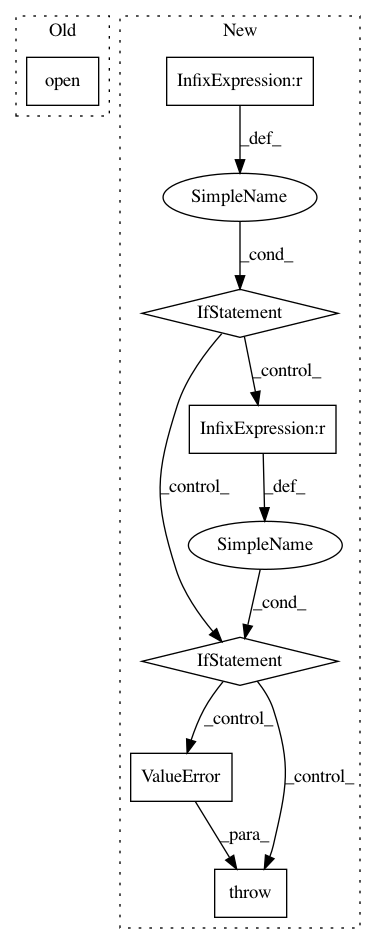 Old
New
open
InfixExpression:r
_def_
SimpleName
_cond_
IfStatement
_control_
InfixExpression:r
_control_
_def_
SimpleName
_cond_
IfStatement
_control_
ValueError
_control_
_para_
throw